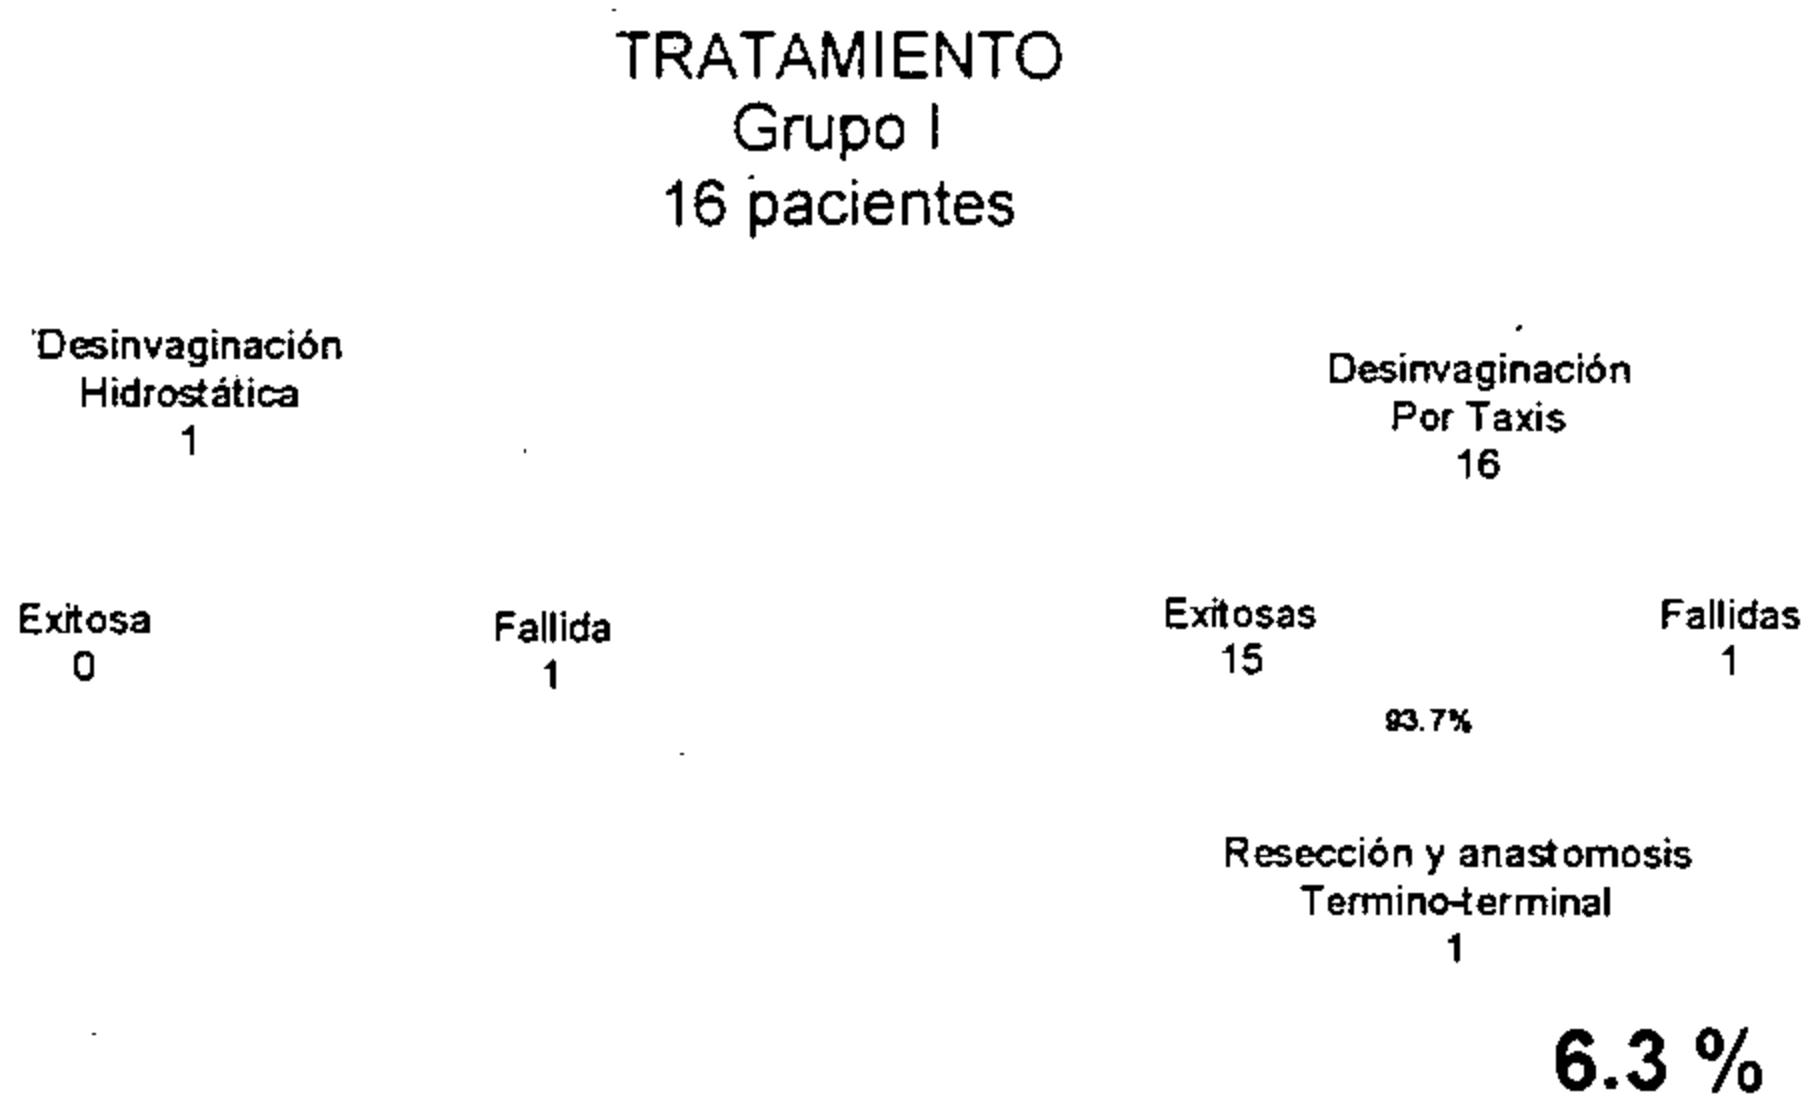 TRATAMIENTO
Grupo I
16 pacientes
Desinvaginación
Hidrostática
1
Desinvaginación
Por Taxis
16
Exitosa
0
Fallida
1
Exitosas
15
Fallidas
1
93.7%
Resección y anastomosis
Termino-terminal
1
6.3 %